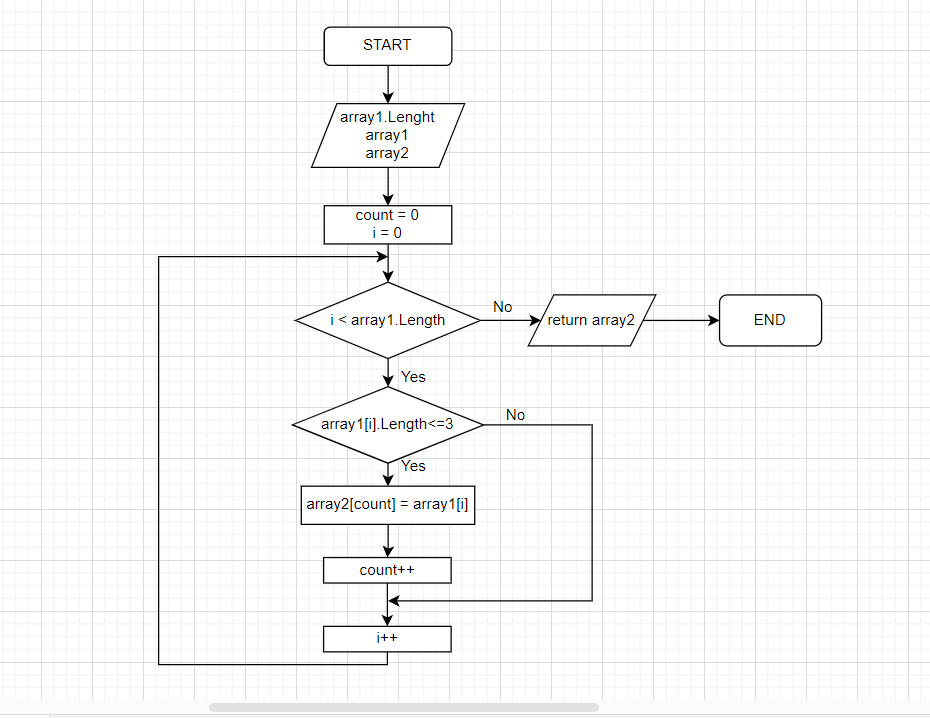 START
array1.Lenght
array1
array2
count = 0
i = 0
i < array1.Length
No
return array2
END
Yes
array1[i].Length<=3
No
Yes
array2[count] = array1[i]
count++
i++